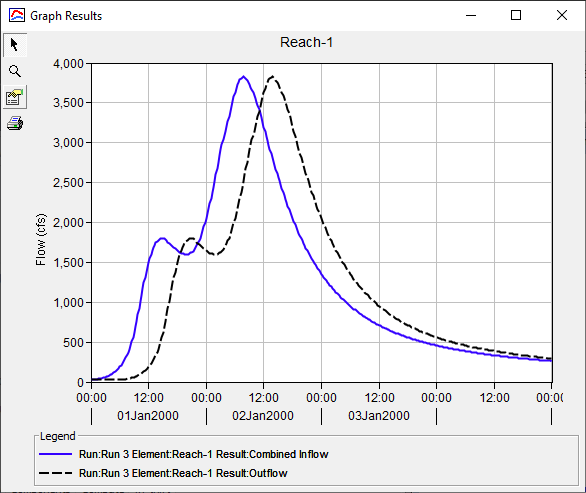 Graph Results
Reach-1
4,000
3,500
3,000
2,500
2,000
1,500
1,000
500
0
Flow (cfs)
00:00 12:00 00:00 12:00 00:00 12:00 00:00 12:00 00:0
01Jan2000 02Jan2000 03Jan2000
Legend
Run:Run 3 Element:Reach-1 Result:Combined Inflow
Run:Run 3 Element:Reach-1 Result:Outflow